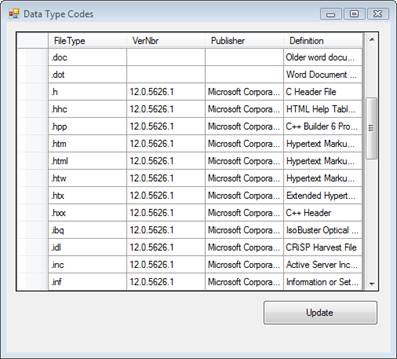 Data Type Codes
FileType VerNbr Publisher Definition
.doc Older word docu...
.dot Word Document ...
.h 12.0.5626.1 Microsoft Corpora... C Header File
.hhc 12.0.5626.1 Microsoft Corpora... HTML Help Tabl...
.hpp 12.0.5626.1 Microsoft Corpora... C++ Builder 6 Pro...
.htm 12.0.5626.1 Microsoft Corpora... Hypertext Marku...
.html 12.0.5626.1 Microsoft Corpora... Hypertext Marku...
.htw 12.0.5626.1 Microsoft Corpora... Hypertext Marku...
.htx 12.0.5626.1 Microsoft Corpora... Extended Hypert...
.hxx 12.0.5626.1 Microsoft Corpora... C++ Header
.ibq 12.0.5626.1 Microsoft Corpora... IsoBuster Optical ...
.idl 12.0.5626.1 Microsoft Corpora... CRiSP Harvest File
.inc 12.0.5626.1 Microsoft Corpora... Active Server Inc...
.inf 12.0.5626.1 Microsoft Corpora... Information or Set...
Update